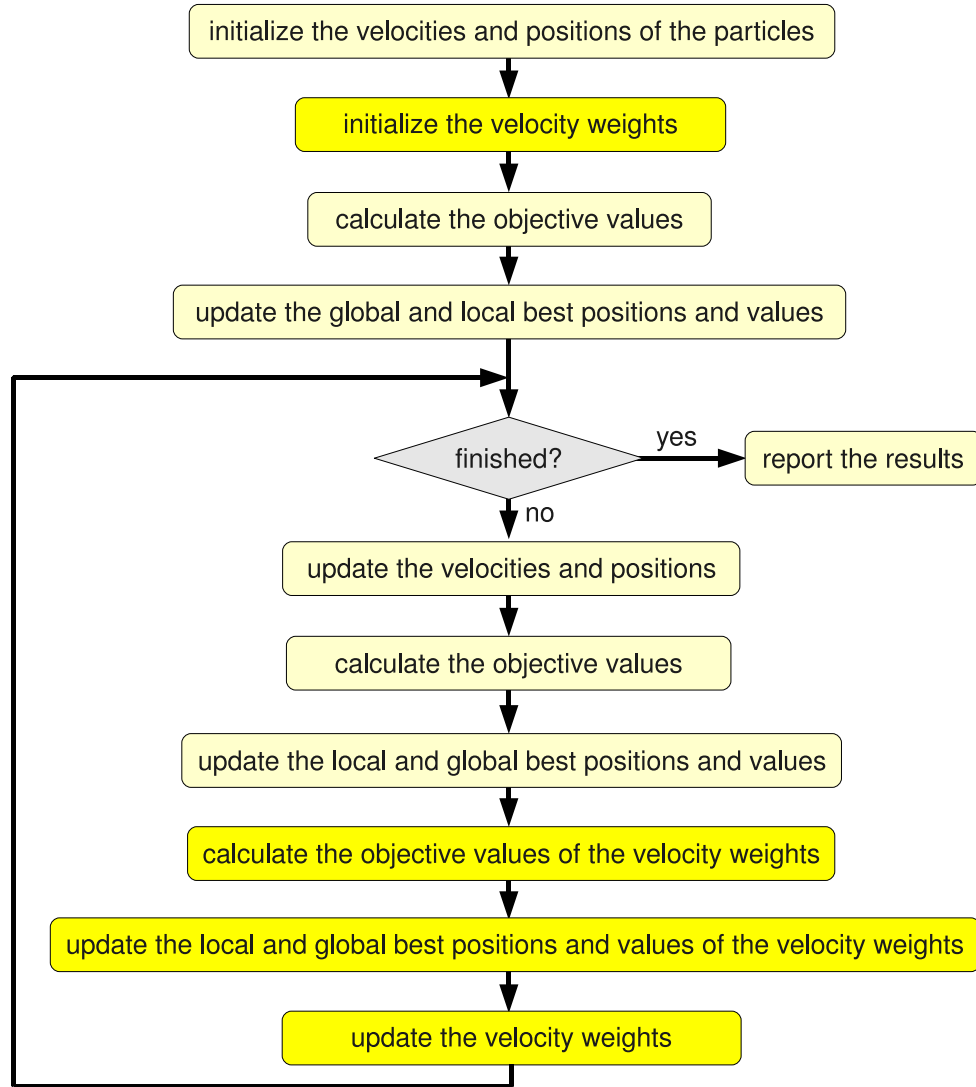 initialize the velocities and positions of the particles
initialize the velocity weights
calculate the objective values
update the global and local best positions and values
finished?
yes
report the results
no
update the velocities and positions
calculate the objective values
update the local and global best positions and values
calculate the objective values of the velocity weights
update the local and global best positions and values of the velocity weights
update the velocity weights